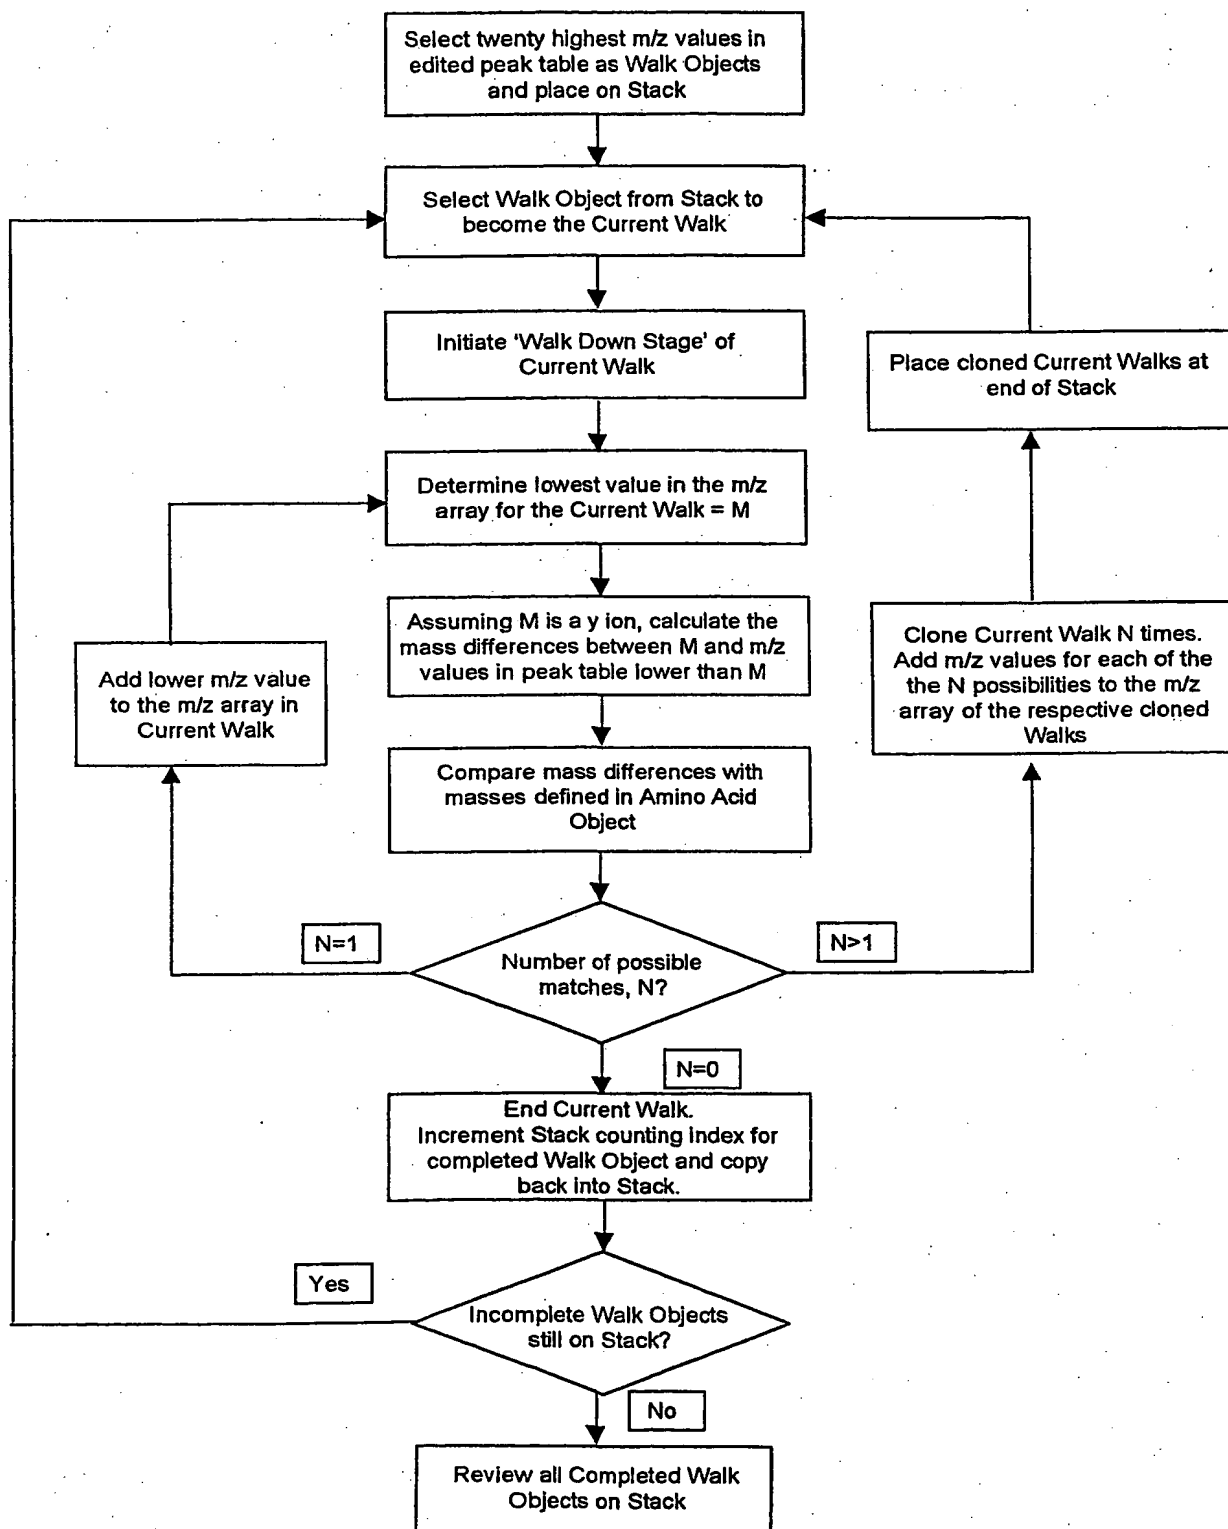 Select twenty highest m/z values in
edited peak table as Walk Objects
and place on Stack
Select Walk Object from Stack to
become the Current Walk
Initiate ‘Walk Down Stage’ of
Current Walk
Place cloned Current Walks at
end of Stack
Determine lowest value in the m/z
array for the Current Walk = M
Assuming M is a y ion, calculate the
mass differences between M and m/z
values in peak table lower than M
Add lower m/z value
to the m/z array in
Current Walk
Clone Current Walk N times.
Add m/z values for each of the
the N possibilities to the m/z
array of the respective cloned
Walks
Compare mass differences with
masses defined in Amino Acid
Object
N=1
N>1
Number of possible
matches, N?
N=0
End Current Walk.
Increment Stack counting index for
completed Walk Object and copy
back into Stack.
Yes
Incomplete Walk Objects
still on Stack?
No
Review all Completed Walk
Objects on Stack